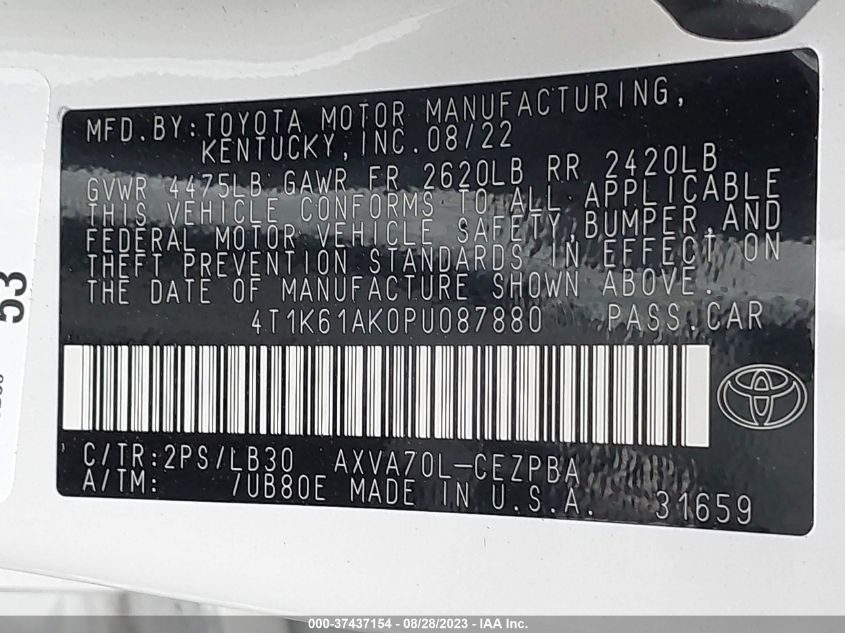 MFD.BY:TOYOTA MOTOR MANUFACTURING,
KENTUCKY,INC.08/22
GVWR 4475LB GAWR FR 2620LB RR 2420LB
THIS VEHICLE CONFORMS TO ALL APPLICABLE
FEDERAL MOTOR VEHICLE SAFETY,BUMPER,AND
THEFT PREVENTION STANDARDS IN EFFECT ON
THE DATE OF MANUFACTURE SHOWN ABOVE.
4T1K61AK0PU087880 PASS.CAR
C/TR:2PS/LB30 AXVA70L-CEZPBA
A/TM: /UB80E MADE IN U.S.A. 31659
53
000-37437154 - 08/28/2023 - IAA Inc.